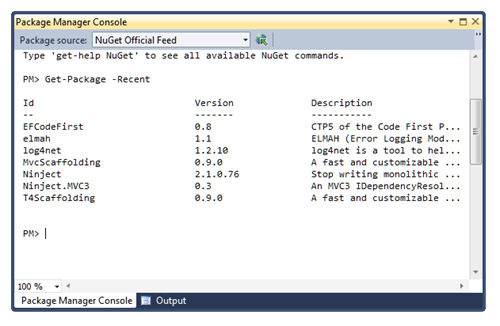 Package Manager Console
Package source: NuGet Official Feed
Type 'get-help NuGet' to see all available NuGet commands.
PM> Get-Package -Recent
Id Version Description
-- ------- -----------
EFCodeFirst 0.8 CTP5 of the Code First P...
elmah 1.1 ELMAH (Error Logging Mod...
log4net 1.2.10 log4net is a tool to hel...
MvcScaffolding 0.9.0 A fast and customizable ...
Ninject 2.1.0.76 Stop writing monolithic ...
Ninject.MVC3 0.3 An MVC3 IDependencyResol...
T4Scaffolding 0.9.0 A fast and customizable ...
PM>
100 %
Package Manager Console Output